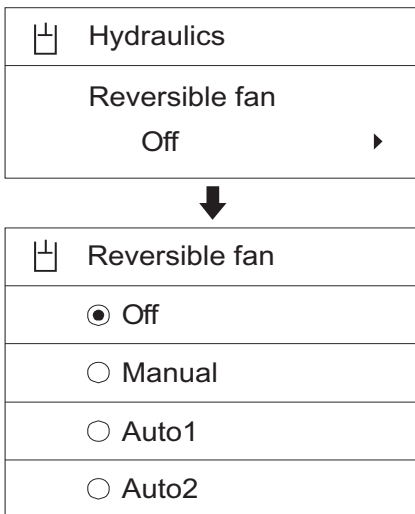 Hydraulics
Reversible fan
Off
Reversible fan
Off
Manual
Auto1
Auto2